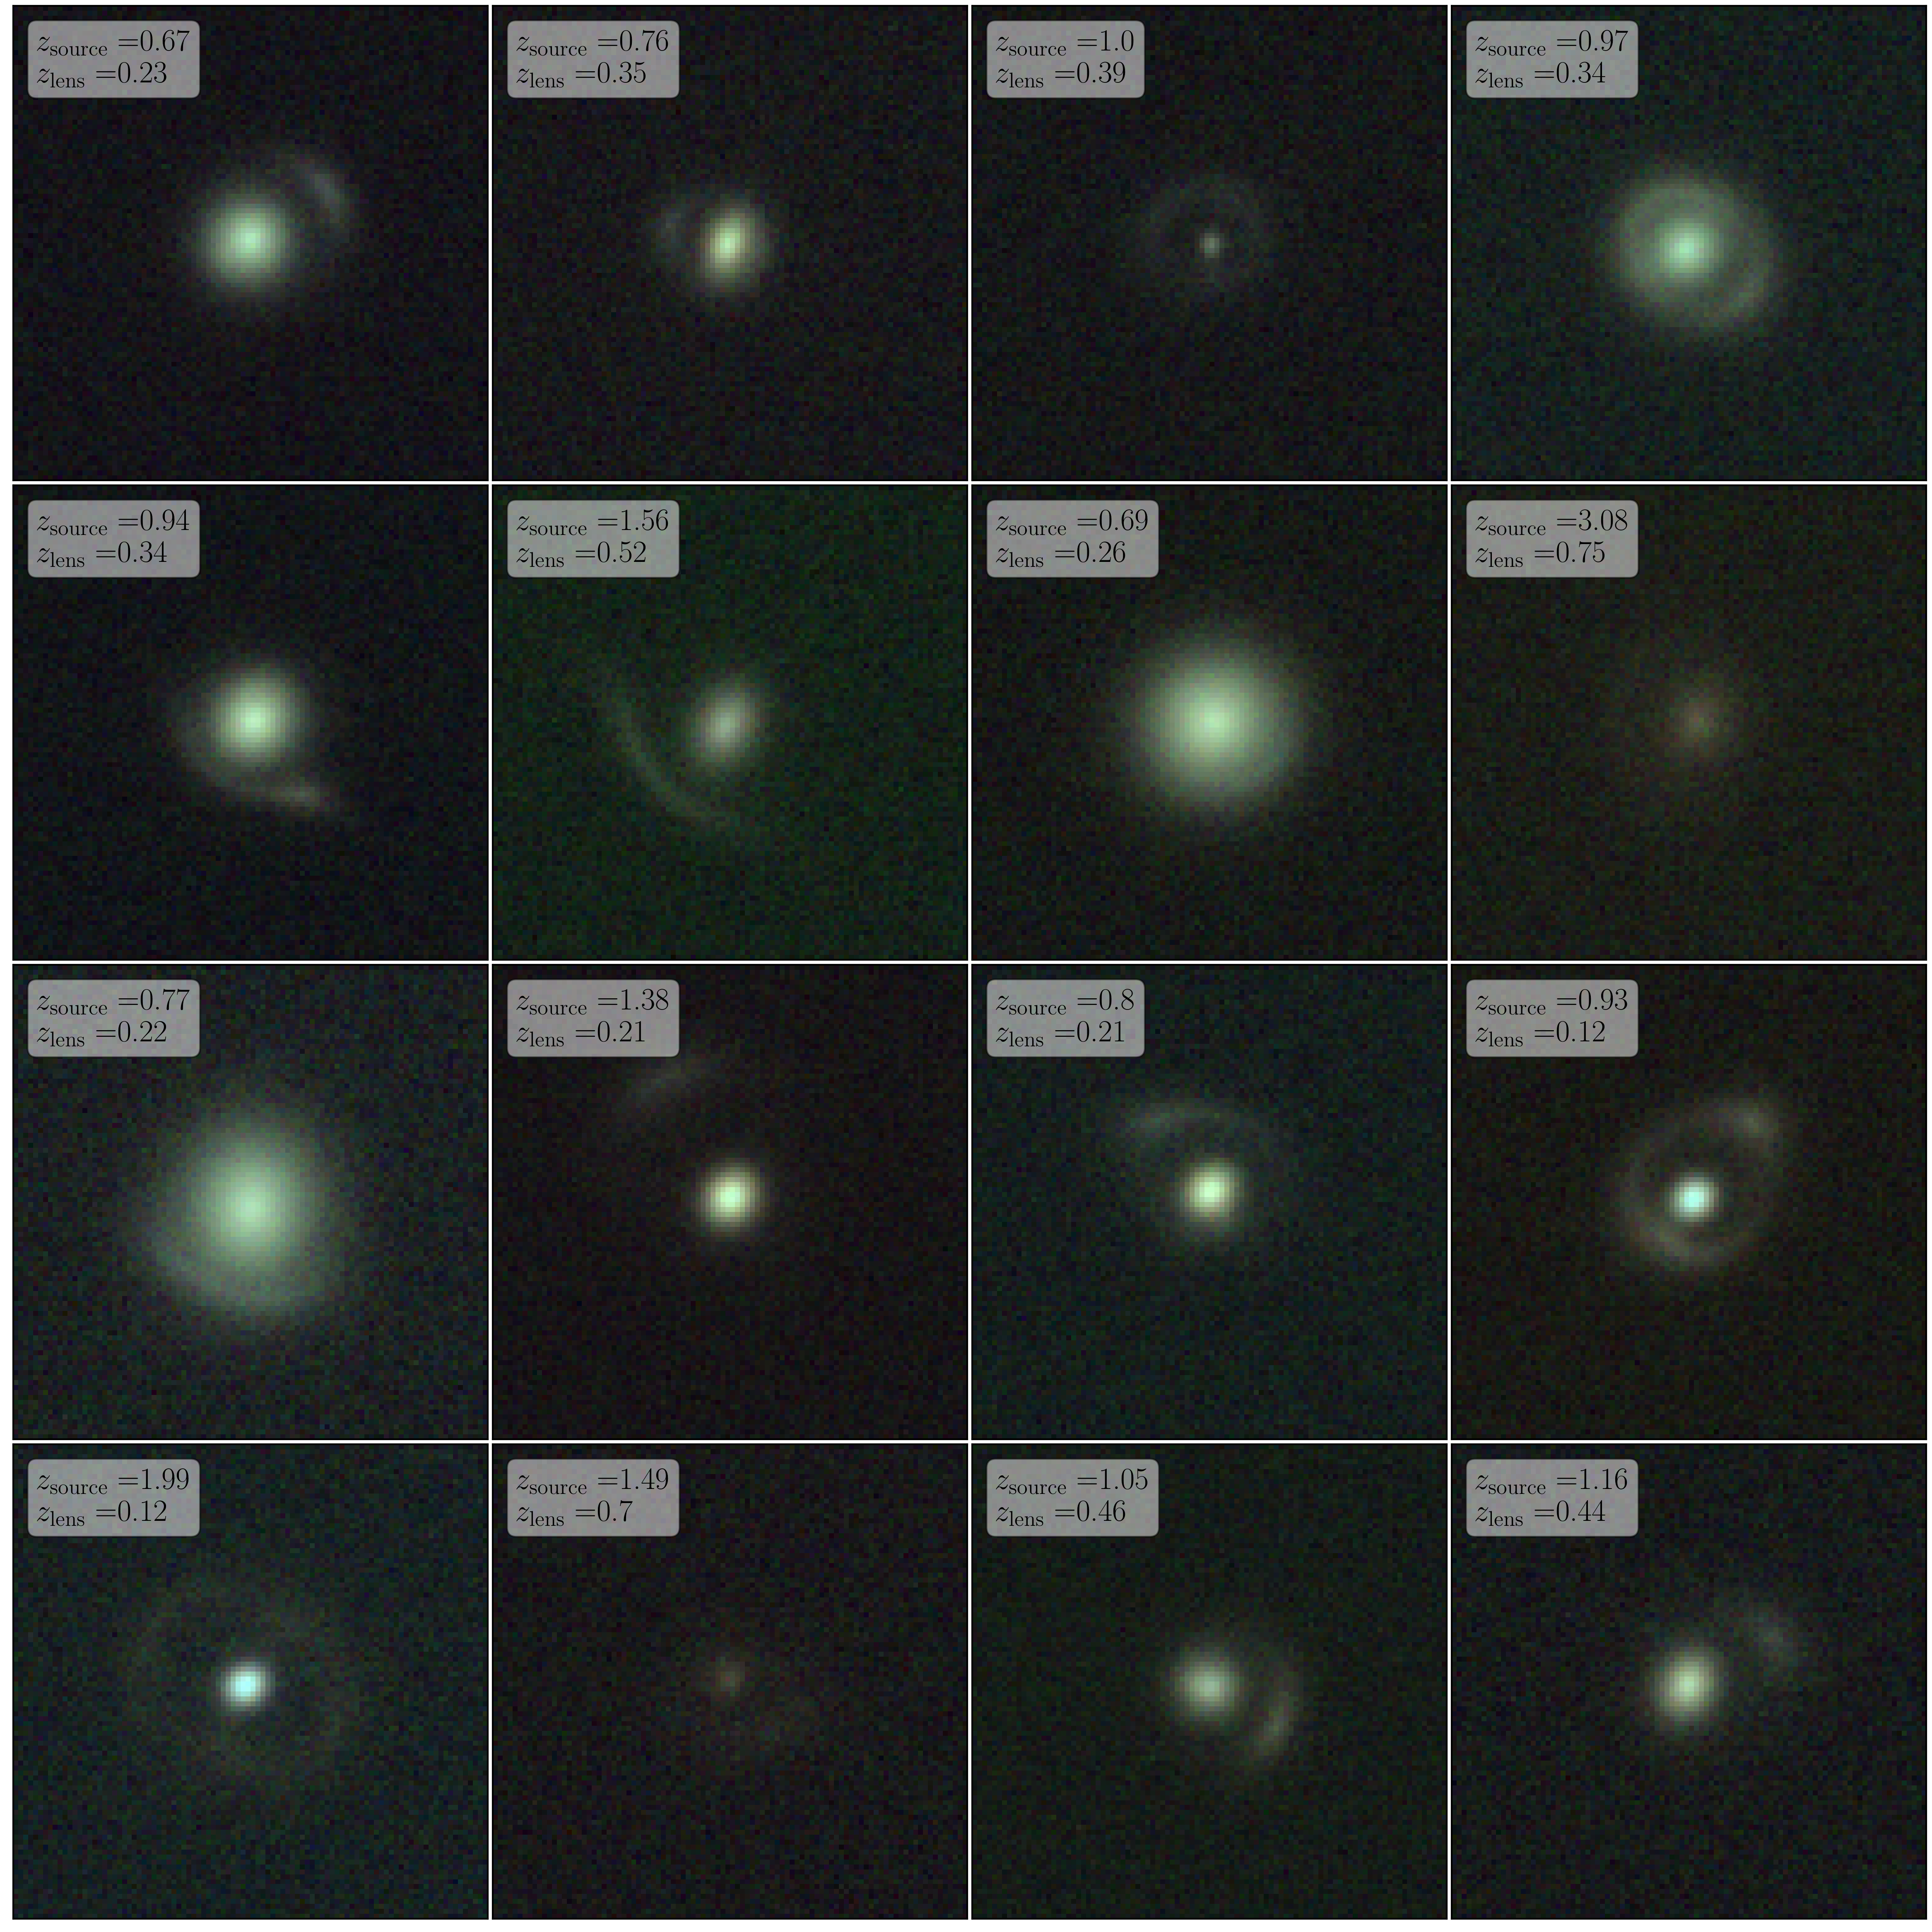 z_source =0.67
z_lens =0.23
z_source =0.76
z_lens =0.35
z_source =1.0
z_lens =0.39
z_source =0.97
z_lens =0.34
z_source =0.94
z_lens =0.34
z_source =1.56
z_lens =0.52
z_source =0.69
z_lens =0.26
z_source =3.08
z_lens =0.75
z_source =0.77
z_lens =0.22
z_source =1.38
z_lens =0.21
z_source =0.8
z_lens =0.21
z_source =0.93
z_lens =0.12
z_source =1.99
z_lens =0.12
z_source =1.49
z_lens =0.7
z_source =1.05
z_lens =0.46
z_source =1.16
z_lens =0.44